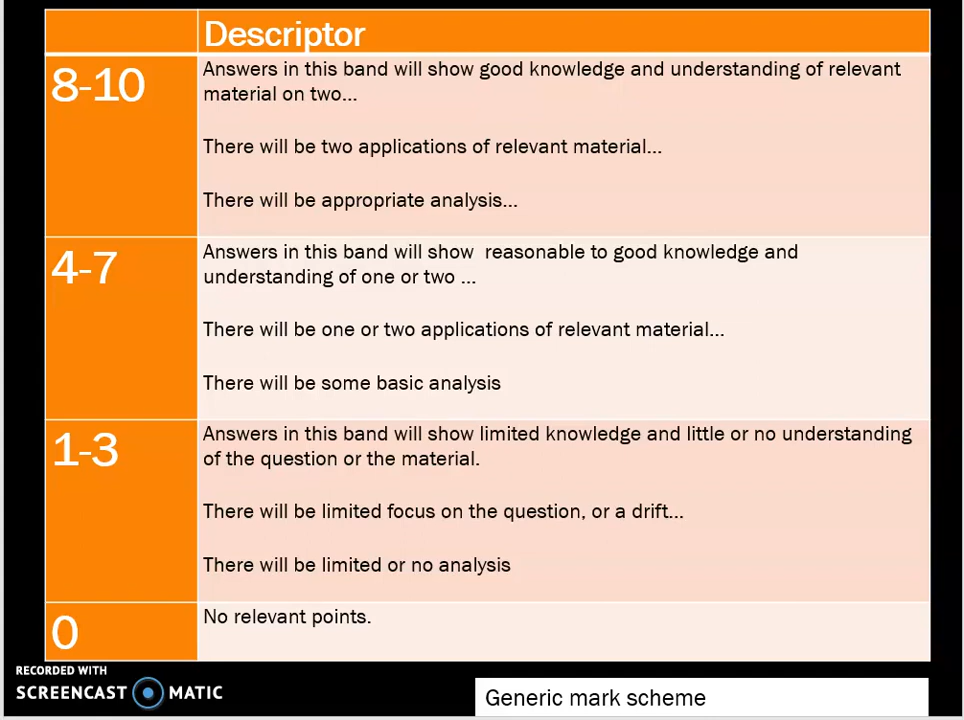 Descriptor
8-10
Answers in this band will show good knowledge and understanding of relevant
material on two...
There will be two applications of relevant material...
There will be appropriate analysis...
4-7
Answers in this band will show  reasonable to good knowledge and
understanding of one or two ...
There will be one or two applications of relevant material...
There will be some basic analysis
1-3
Answers in this band will show limited knowledge and little or no understanding
of the question or the material.
There will be limited focus on the question, or a drift...
There will be limited or no analysis
0
No relevant points.
RECORDED WITH
SCREENCAST MATIC
Generic mark scheme